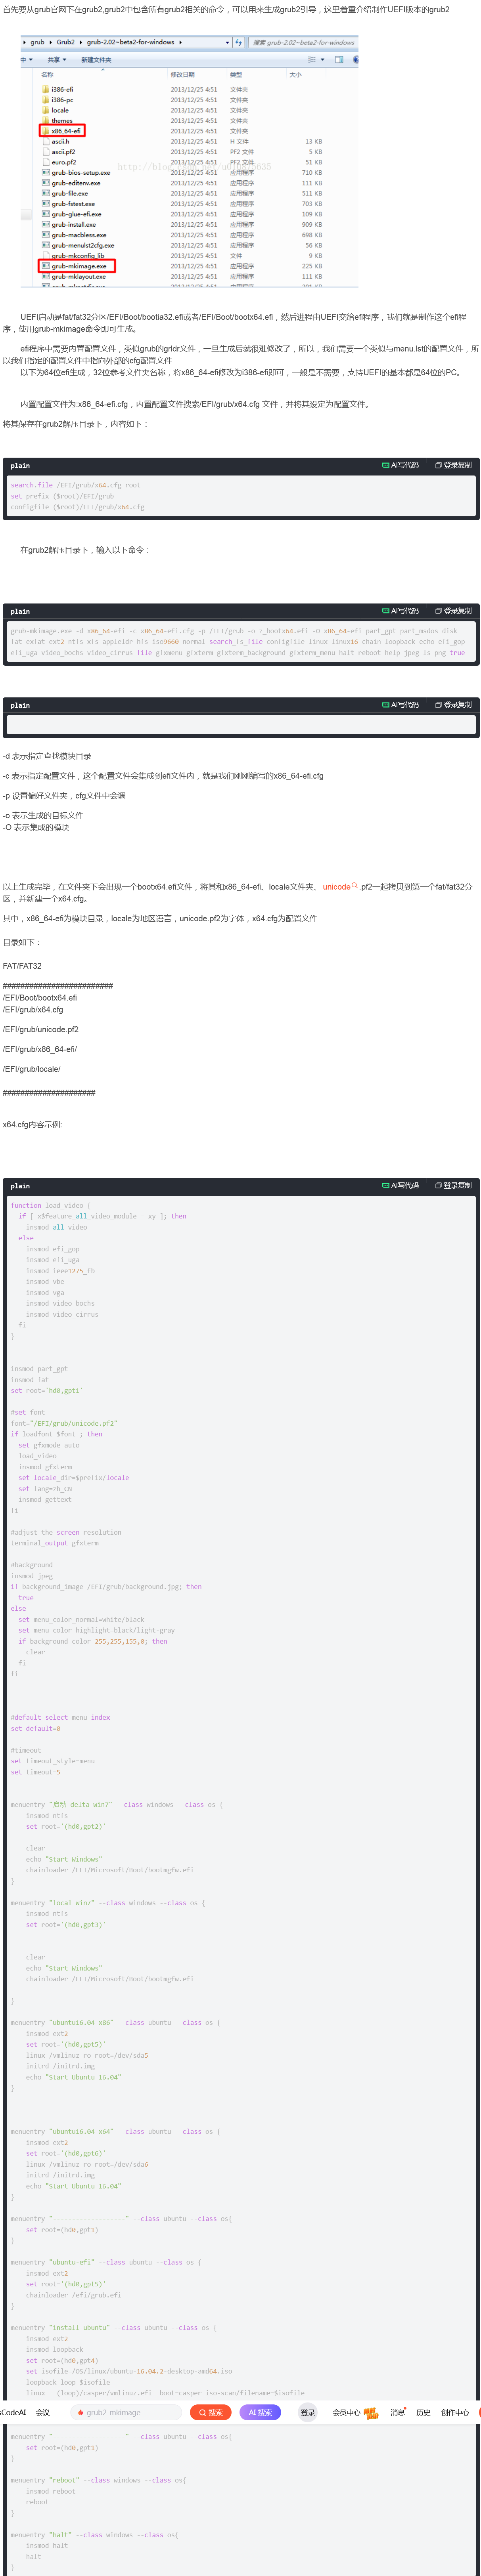 首先要从grub官网下在grub2,grub2中包含所有grub2相关的命令，可以用来生成grub2引导，这里着重介绍制作UEFI版本的grub2
grub ▸ Grub2 ▸ grub-2.02~beta2-for-windows ▸
搜索 grub-2.02~beta2-for-windows
中 ▾ 共享 ▾ 新建文件夹
名称 修改日期 类型 大小
i386-efi 2013/12/25 4:51 文件夹
i386-pc 2013/12/25 4:51 文件夹
locale 2013/12/25 4:51 文件夹
themes 2013/12/25 4:51 文件夹
x86_64-efi 2013/12/25 4:51 文件夹
ascii.h 2013/12/25 4:51 H 文件 13 KB
ascii.pf2 2013/12/25 4:51 PF2 文件 5 KB
euro.pf2 2013/12/25 4:51 PF2 文件 51 KB
grub-bios-setup.exe 2013/12/25 4:51 应用程序 710 KB
grub-editenv.exe 2013/12/25 4:51 应用程序 111 KB
grub-file.exe 2013/12/25 4:51 应用程序 511 KB
grub-fstest.exe 2013/12/25 4:51 应用程序 703 KB
grub-glue-efi.exe 2013/12/25 4:51 应用程序 109 KB
grub-install.exe 2013/12/25 4:51 应用程序 909 KB
grub-macbless.exe 2013/12/25 4:51 应用程序 698 KB
grub-menulst2cfg.exe 2013/12/25 4:51 应用程序 56 KB
grub-mkconfig_lib 2013/12/25 4:51 文件 9 KB
grub-mkimage.exe 2013/12/25 4:51 应用程序 225 KB
grub-mklayout.exe 2013/12/25 4:51 应用程序 111 KB
UEFI启动是fat/fat32分区/EFI/Boot/bootia32.efi或者/EFI/Boot/bootx64.efi，然后进程由UEFI交给efi程序，我们就是制作这个efi程
序，使用grub-mkimage命令即可生成。
efi程序中需要内置配置文件，类似grub的grldr文件，一旦生成后就很难修改了，所以，我们需要一个类似与menu.lst的配置文件，所
以我们指定的配置文件中指向外部的cfg配置文件
以下为64位efi生成，32位参考文件夹名称，将x86_64-efi修改为i386-efi即可，一般是不需要，支持UEFI的基本都是64位的PC。
内置配置文件为:x86_64-efi.cfg，内置配置文件搜索/EFI/grub/x64.cfg 文件，并将其设定为配置文件。
将其保存在grub2解压目录下，内容如下：
plain AI写代码 登录复制
search.file /EFI/grub/x64.cfg root
set prefix=($root)/EFI/grub
configfile ($root)/EFI/grub/x64.cfg
在grub2解压目录下，输入以下命令：
plain AI写代码 登录复制
grub-mkimage.exe -d x86_64-efi -c x86_64-efi.cfg -p /EFI/grub -o z_bootx64.efi -O x86_64-efi part_gpt part_msdos disk
fat exfat ext2 ntfs xfs appleldr hfs iso9660 normal search_fs_file configfile linux linux16 chain loopback echo efi_gop
efi_uga video_bochs video_cirrus file gfxmenu gfxterm gfxterm_background gfxterm_menu halt reboot help jpeg ls png true
plain AI写代码 登录复制
-d 表示指定查找模块目录
-c 表示指定配置文件，这个配置文件会集成到efi文件内，就是我们刚刚编写的x86_64-efi.cfg
-p 设置偏好文件夹，cfg文件中会调
-o 表示生成的目标文件
-O 表示集成的模块
以上生成完毕，在文件夹下会出现一个bootx64.efi文件，将其和x86_64-efi、locale文件夹、 unicode .pf2一起拷贝到第一个fat/fat32分
区，并新建一个x64.cfg。
其中，x86_64-efi为模块目录，locale为地区语言，unicode.pf2为字体，x64.cfg为配置文件
目录如下：
FAT/FAT32
##########################
/EFI/Boot/bootx64.efi
/EFI/grub/x64.cfg
/EFI/grub/unicode.pf2
/EFI/grub/x86_64-efi/
/EFI/grub/locale/
######################
x64.cfg内容示例:
plain AI写代码 登录复制
function load_video {
if [ x$feature_all_video_module = xy ]; then
insmod all_video
else
insmod efi_gop
insmod efi_uga
insmod ieee1275_fb
insmod vbe
insmod vga
insmod video_bochs
insmod video_cirrus
fi
}
insmod part_gpt
insmod fat
set root='hd0,gpt1'
#set font
font="/EFI/grub/unicode.pf2"
if loadfont $font ; then
set gfxmode=auto
load_video
insmod gfxterm
set locale_dir=$prefix/locale
set lang=zh_CN
insmod gettext
fi
#adjust the screen resolution
terminal_output gfxterm
#background
insmod jpeg
if background_image /EFI/grub/background.jpg; then
true
else
set menu_color_normal=white/black
set menu_color_highlight=black/light-gray
if background_color 255,255,155,0; then
clear
fi
fi
#default select menu index
set default=0
#timeout
set timeout_style=menu
set timeout=5
menuentry "启动 delta win7" --class windows --class os {
insmod ntfs
set root='(hd0,gpt2)'
clear
echo "Start Windows"
chainloader /EFI/Microsoft/Boot/bootmgfw.efi
}
menuentry "local win7" --class windows --class os {
insmod ntfs
set root='(hd0,gpt3)'
clear
echo "Start Windows"
chainloader /EFI/Microsoft/Boot/bootmgfw.efi
}
menuentry "ubuntu16.04 x86" --class ubuntu --class os {
insmod ext2
set root='(hd0,gpt5)'
linux /vmlinuz ro root=/dev/sda5
initrd /initrd.img
echo "Start Ubuntu 16.04"
}
menuentry "ubuntu16.04 x64" --class ubuntu --class os {
insmod ext2
set root='(hd0,gpt6)'
linux /vmlinuz ro root=/dev/sda6
initrd /initrd.img
echo "Start Ubuntu 16.04"
}
menuentry "-------------------" --class ubuntu --class os{
set root=(hd0,gpt1)
}
menuentry "ubuntu-efi" --class ubuntu --class os {
insmod ext2
set root='(hd0,gpt5)'
chainloader /efi/grub.efi
}
menuentry "install ubuntu" --class ubuntu --class os {
insmod ext2
insmod loopback
set root=(hd0,gpt4)
set isofile=/OS/linux/ubuntu-16.04.2-desktop-amd64.iso
loopback loop $isofile
linux (loop)/casper/vmlinuz.efi boot=casper iso-scan/filename=$isofile
CodeAI 会议 grub2-mkimage 搜索 AI 搜索 登录 会员中心 消息 历史 创作中心
menuentry "-------------------" --class ubuntu --class os{
set root=(hd0,gpt1)
}
menuentry "reboot" --class windows --class os{
insmod reboot
reboot
}
menuentry "halt" --class windows --class os{
insmod halt
halt
}